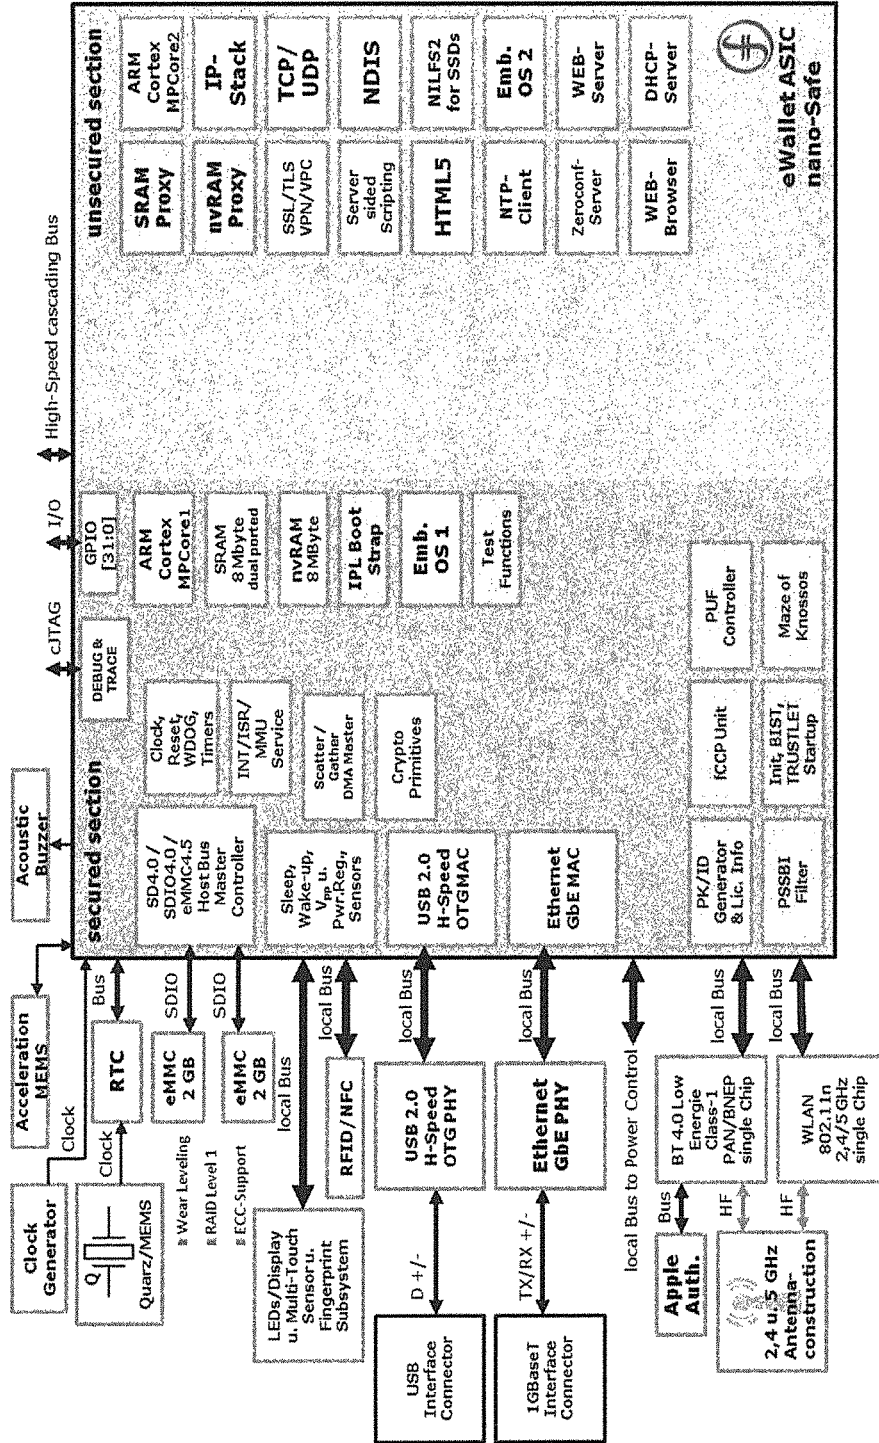 Clock
Generator
Acceleration
MEMS
Acoustic
Buzzer
cJTAG
I/O
High-Speed cascading Bus
Clock
Q
Quarz/MEMS
Clock
RTC
Bus
Wear Leveling
RAID Level 1
ECC-Support
eMMC
2 GB
SDIO
eMMC
2 GB
SDIO
LEDs/Display
u. Multi-Touch
Sensor u.
Fingerprint
Subsystem
local Bus
RFID/NFC
local Bus
USB
Interface
Connector
D +/-
USB 2.0
H-Speed
OTG PHY
local Bus
1GBaseT
Interface
Connector
TX/RX +/-
Ethernet
GbE PHY
local Bus
local Bus to Power Control
Apple
Auth.
Bus
BT 4.0 Low
Energie
Class-1
PAN/BNEP
single Chip
local Bus
2,4 u. 5 GHz
Antenna-
construction
HF
HF
WLAN
802.11n
2,4/5 GHz
single Chip
local Bus
secured section
DEBUG &
TRACE
GPIO
[31:0]
SD4.0 /
SDIO4.0 /
eMMC4.5
Host Bus
Master
Controller
Clock,
Reset,
WDOG,
Timers
ARM
Cortex
MPCore1
INT/ISR/
MMU
Service
SRAM
8 Mbyte
dual ported
Sleep,
Wake-up,
Vpp u.
Pwr.Reg.,
Sensors
Scatter/
Gather
DMA Master
nvRAM
8 MByte
IPL Boot
Strap
Crypto
Primitives
USB 2.0
H-Speed
OTGMAC
Emb.
OS 1
Test
Functions
Ethernet
GbE MAC
PK/ID
Generator
& Lic. Info
ICCP Unit
PUF
Controller
PSSBI
Filter
Init, BIST,
TRUSTLET
Startup
Maze of
Knossos
unsecured section
SRAM
Proxy
ARM
Cortex
MPCore2
nvRAM
Proxy
IP-
Stack
SSL/TLS
VPN/VPC
TCP/
UDP
Server
sided
Scripting
NDIS
HTML5
NILFS2
for SSDs
NTP-
Client
Emb.
OS 2
Zeroconf-
Server
WEB-
Server
WEB-
Browser
DHCP-
Server
eWallet ASIC
nano-Safe